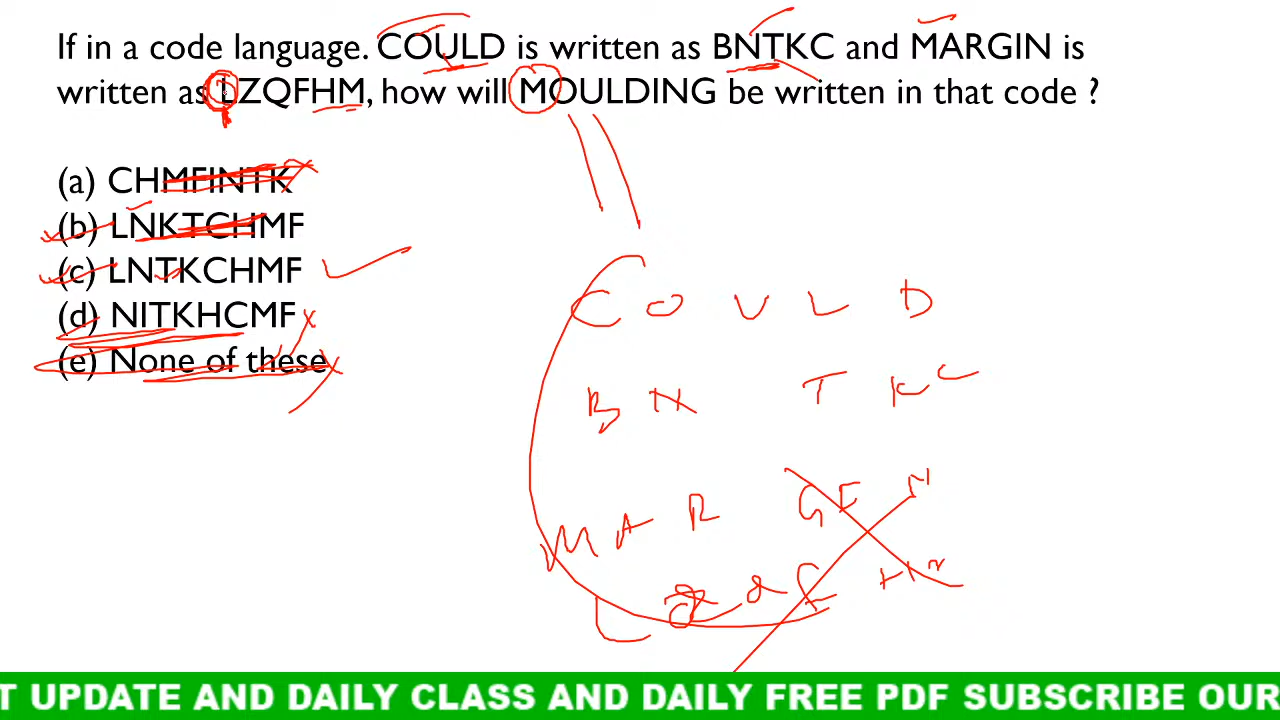 If in a code language. COULD is written as BNTKC and MARGIN is
written as LZQFHM, how will MOULDING be written in that code ?
(a) CHMFINTK
(b) LNKTCHMF
(c) LNTKCHMF
(d) NITKHCMF
(e) None of these
C O U L D
B N T K C
M A R G I N
T UPDATE AND DAILY CLASS AND DAILY FREE PDF SUBSCRIBE OUR